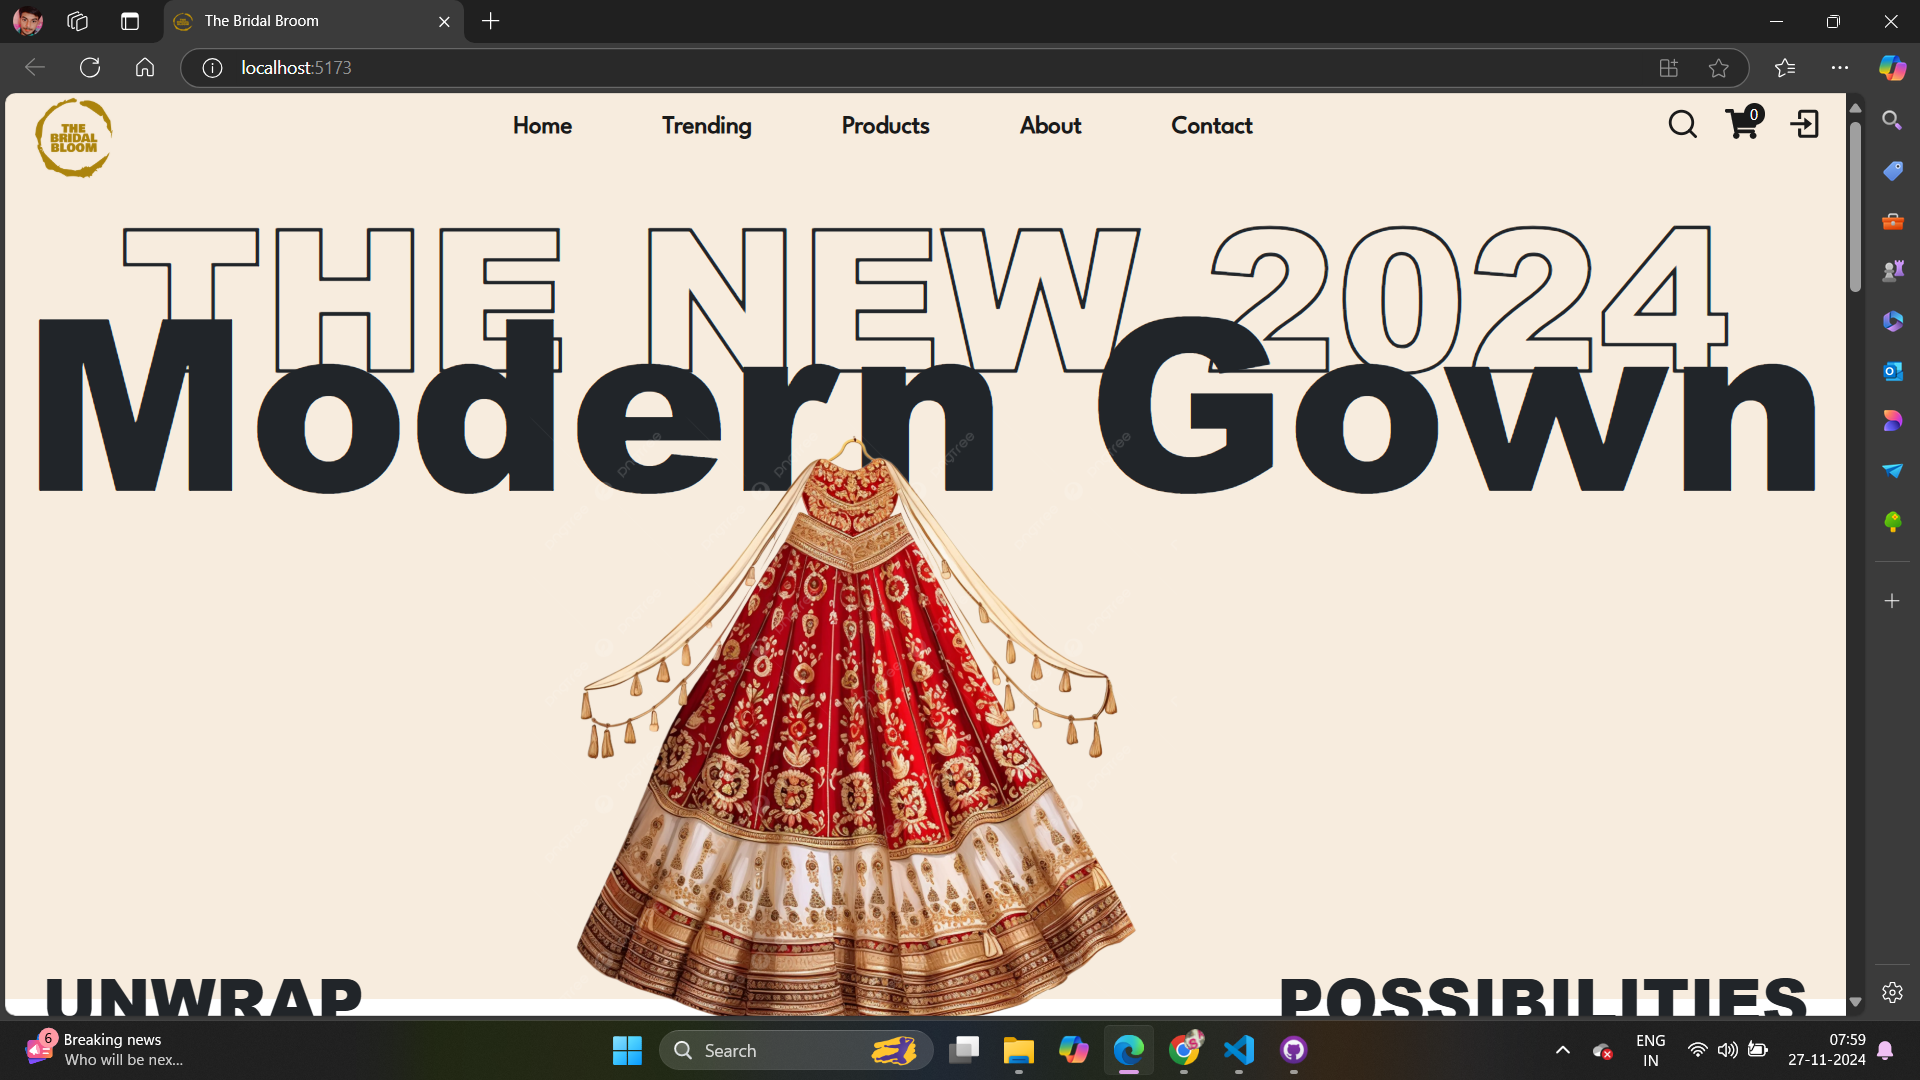 The Bridal Broom
localhost:5173
THE
BRIDAL
BLOOM
Home
Trending
Products
About
Contact
0
THE NEW 2024
Modern Gown
UNWRAP
POSSIBILITIES
6
Breaking news
Who will be nex...
Search
ENG
IN
07:59
27-11-2024